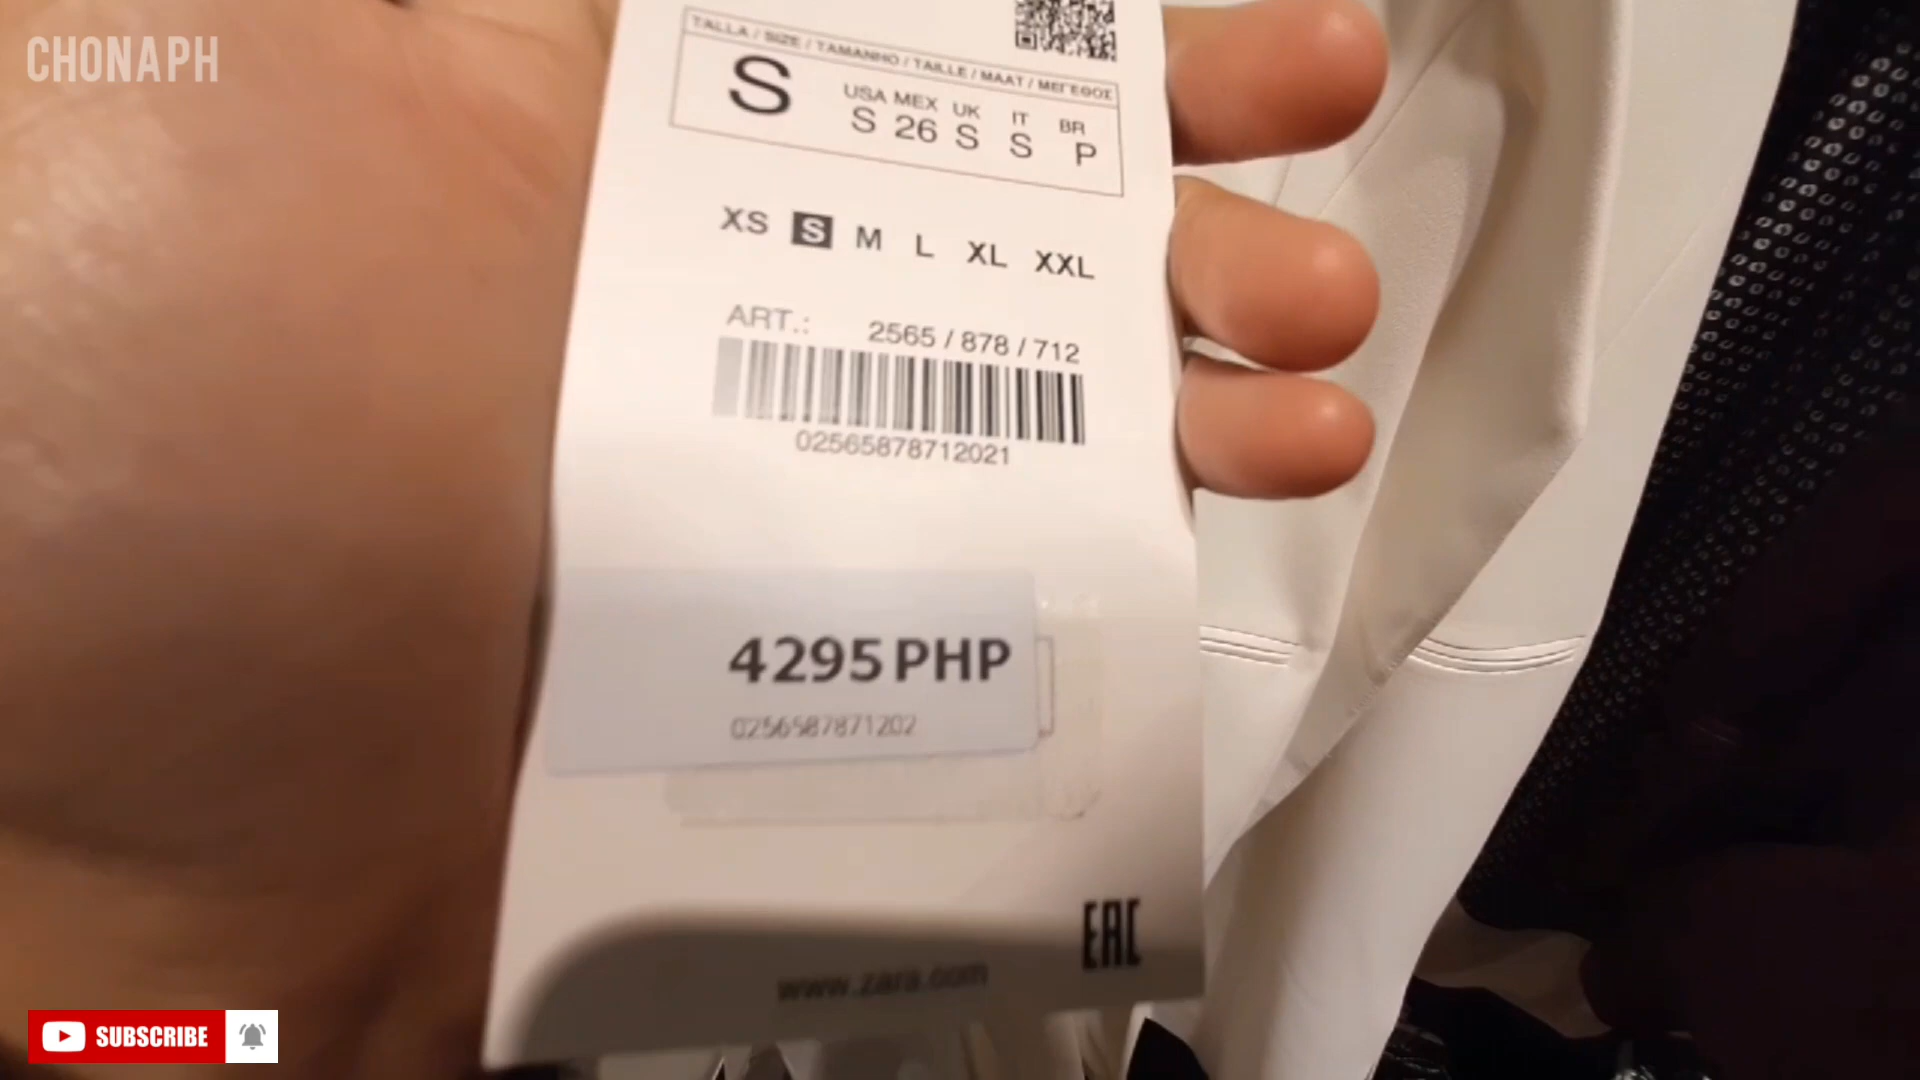 CHONAPH
TALLA / SIZE / TAMANHO / TAILLE / MAAT / ΜΕΓΕΘΟΣ
S
USA MEX UK IT BR
S 26 S S P
XS S M L XL XXL
ART.: 2565 / 878 / 712
02565878712021
4295 PHP
0256587871202
EAC
www.zara.com
SUBSCRIBE